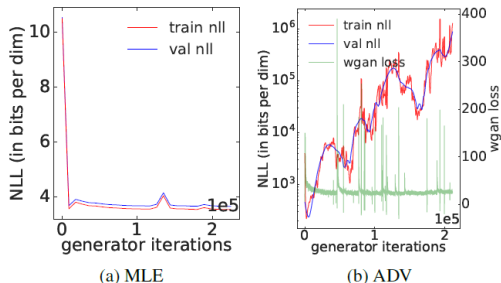 10
8
6
4
NLL (in bits per dim)
train nll
val nll
0
1
2
1e5
generator iterations
(a) MLE
10^6
10^5
10^4
10^3
NLL (in bits per dim)
train nll
val nll
wgan loss
400
300
200
100
0
wgan loss
0
1
2
1e5
generator iterations
(b) ADV